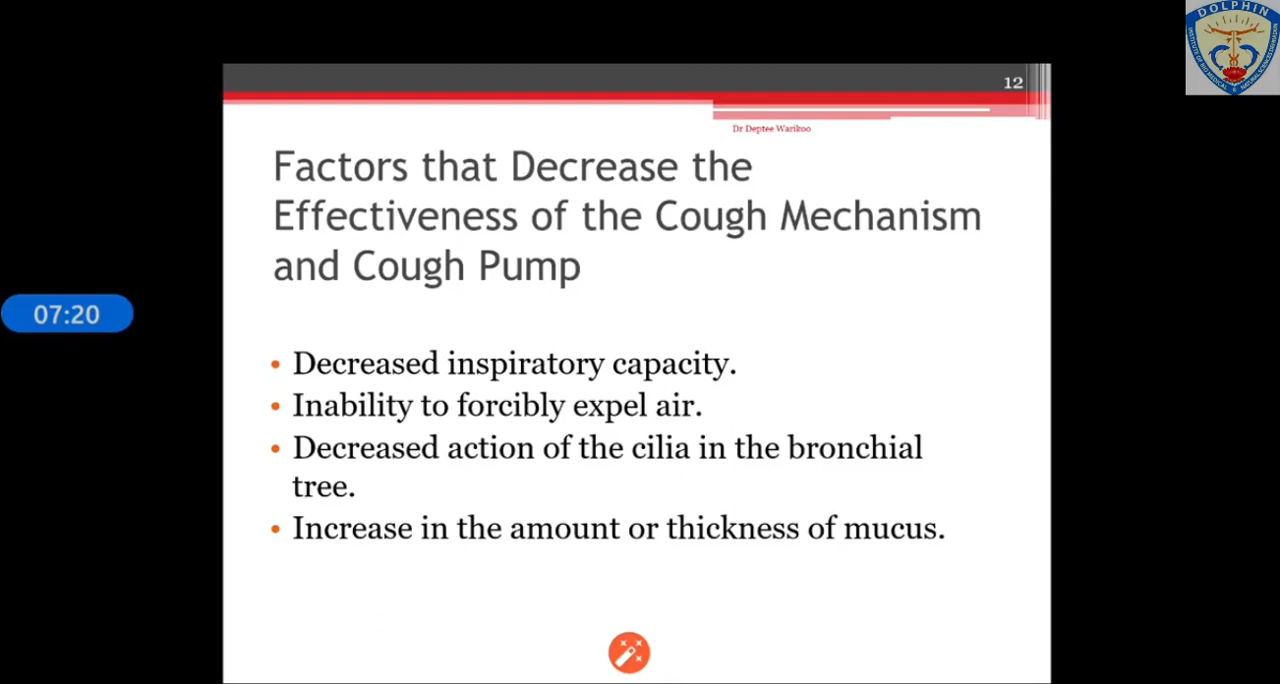 DOLPHIN
12
Dr Deptee Warikoo
Factors that Decrease the
Effectiveness of the Cough Mechanism
and Cough Pump
07:20
• Decreased inspiratory capacity.
• Inability to forcibly expel air.
• Decreased action of the cilia in the bronchial
tree.
• Increase in the amount or thickness of mucus.